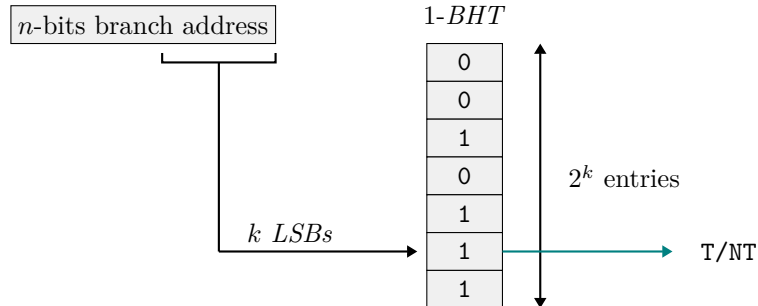 n-bits branch address
1-BHT
0
0
1
0
1
1
1
2^k entries
k LSBs
T/NT